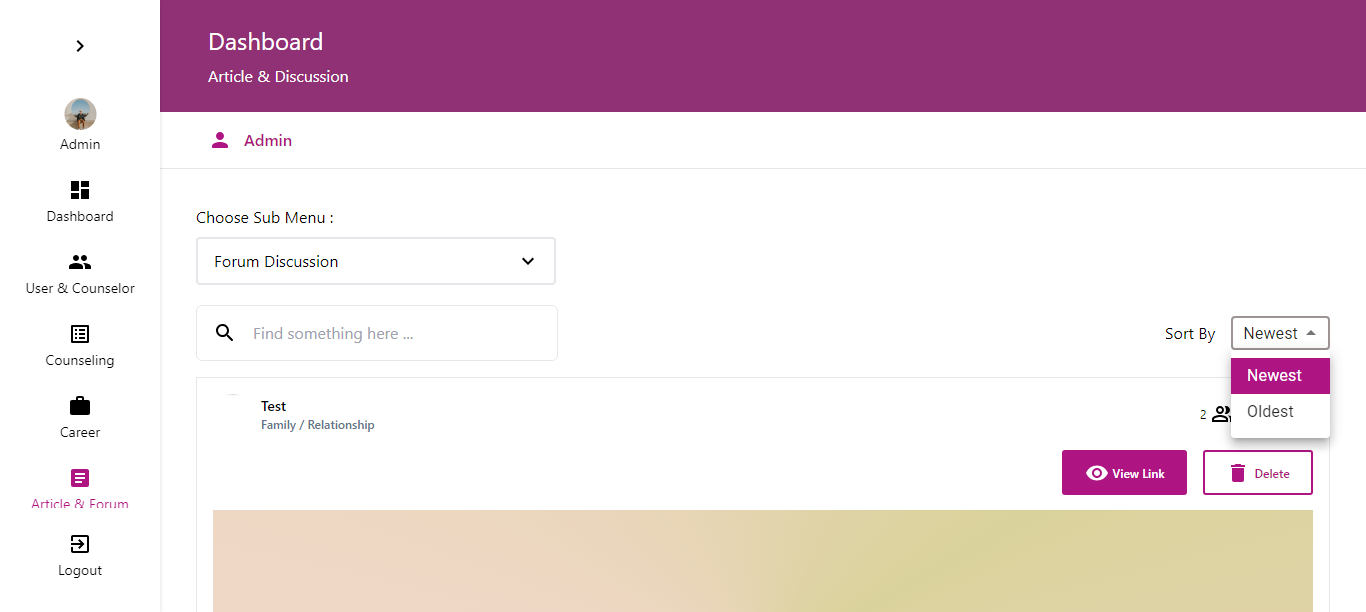 Dashboard
Article & Discussion
Admin
Admin
Dashboard
User & Counselor
Counseling
Career
Article & Forum
Logout
Choose Sub Menu :
Forum Discussion
Find something here ...
Sort By
Newest
Newest
Oldest
Test
Family / Relationship
2
View Link
Delete